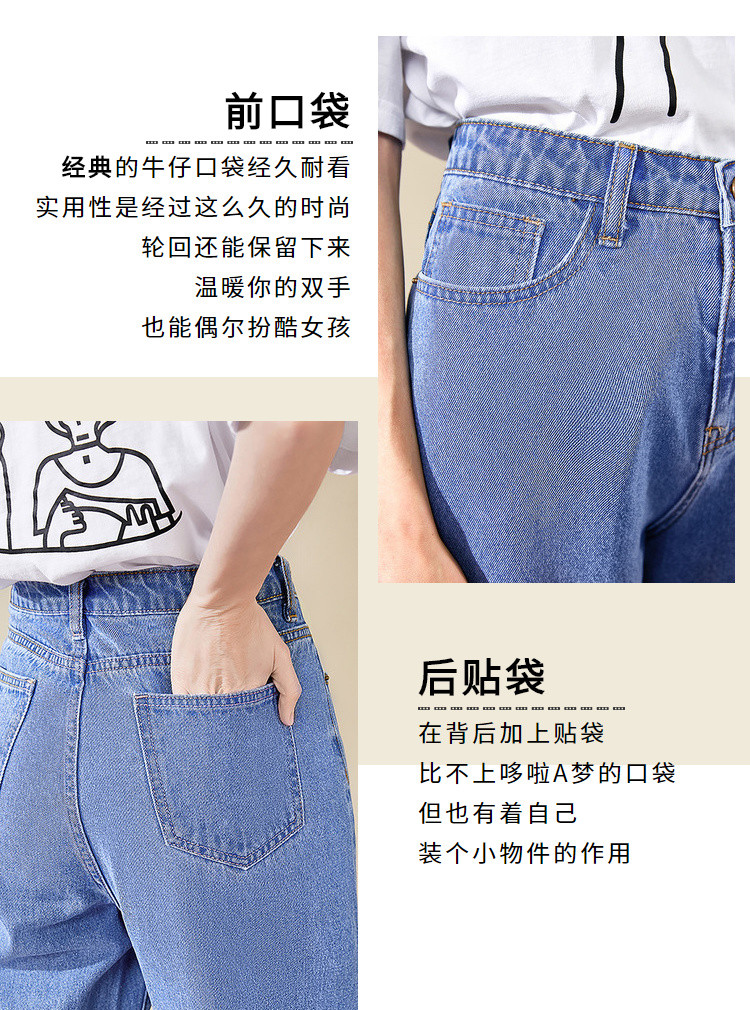 前口袋
经典的牛仔口袋经久耐看
实用性是经过这么久的时尚
轮回还能保留下来
温暖你的双手
也能偶尔扮酷女孩
后贴袋
在背后加上贴袋
比不上哆啦A梦的口袋
但也有着自己
装个小物件的作用